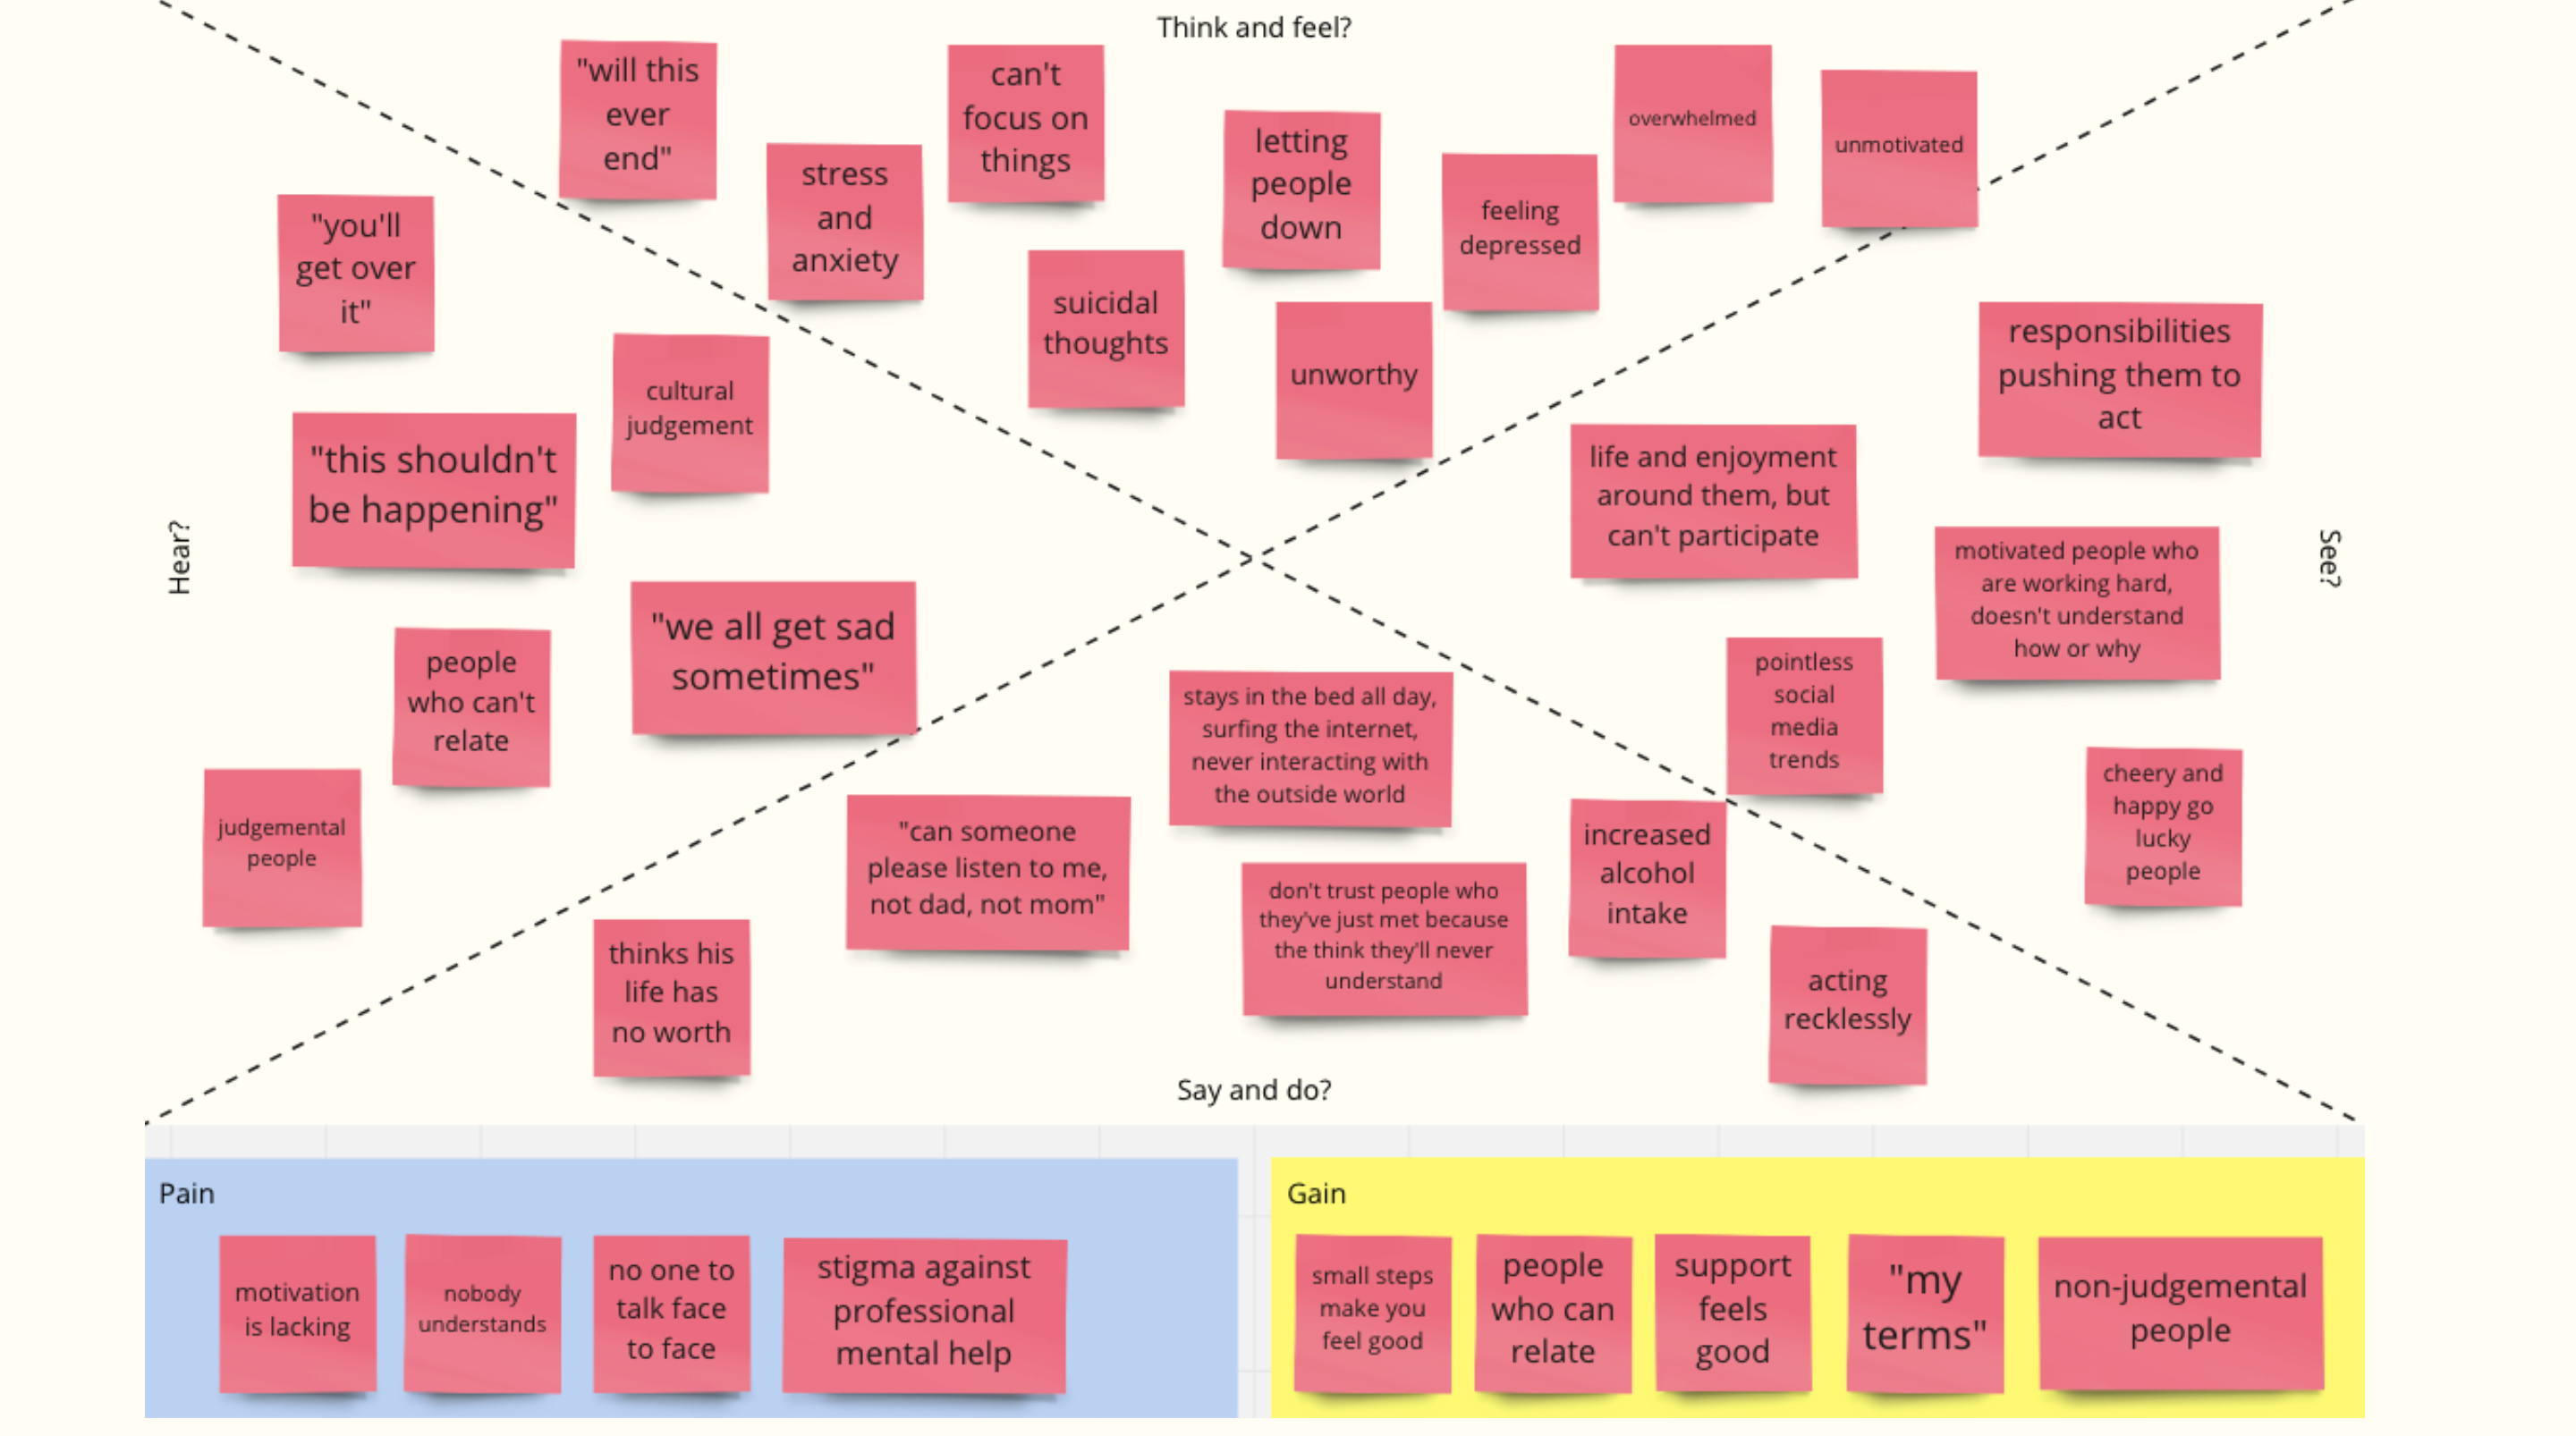 Think and feel?
"will this
ever
end"
stress
and
anxiety
can't
focus on
things
suicidal
thoughts
letting
people
down
unworthy
feeling
depressed
overwhelmed
unmotivated
Hear?
"you'll
get over
it"
cultural
judgement
"this shouldn't
be happening"
"we all get sad
sometimes"
people
who can't
relate
judgemental
people
See?
responsibilities
pushing them to
act
life and enjoyment
around them, but
can't participate
motivated people who
are working hard,
doesn't understand
how or why
pointless
social
media
trends
cheery and
happy go
lucky
people
stays in the bed all day,
surfing the internet,
never interacting with
the outside world
"can someone
please listen to me,
not dad, not mom"
don't trust people who
they've just met because
the think they'll never
understand
increased
alcohol
intake
thinks his
life has
no worth
acting
recklessly
Say and do?
Pain
motivation
is lacking
nobody
understands
no one to
talk face
to face
stigma against
professional
mental help
Gain
small steps
make you
feel good
people
who can
relate
support
feels
good
"my
terms"
non-judgemental
people